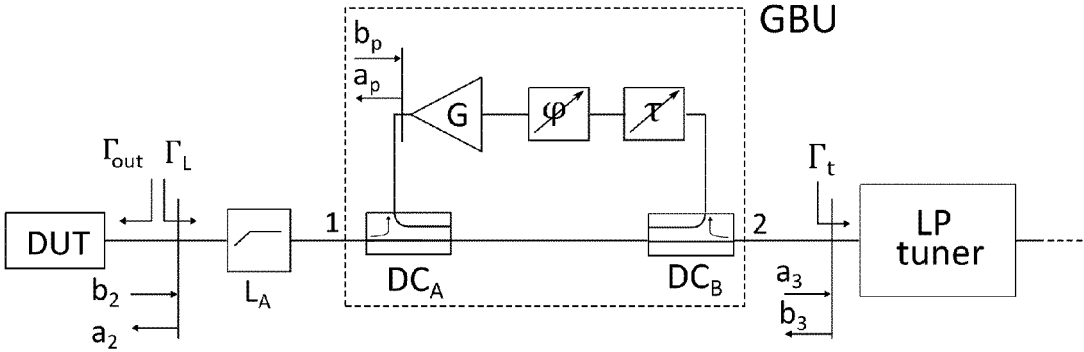 GBU
b_p
a_p
G
φ
τ
Γ_out
Γ_L
Γ_t
DUT
1
2
LP
tuner
DC_A
DC_B
L_A
b_2
a_2
a_3
b_3